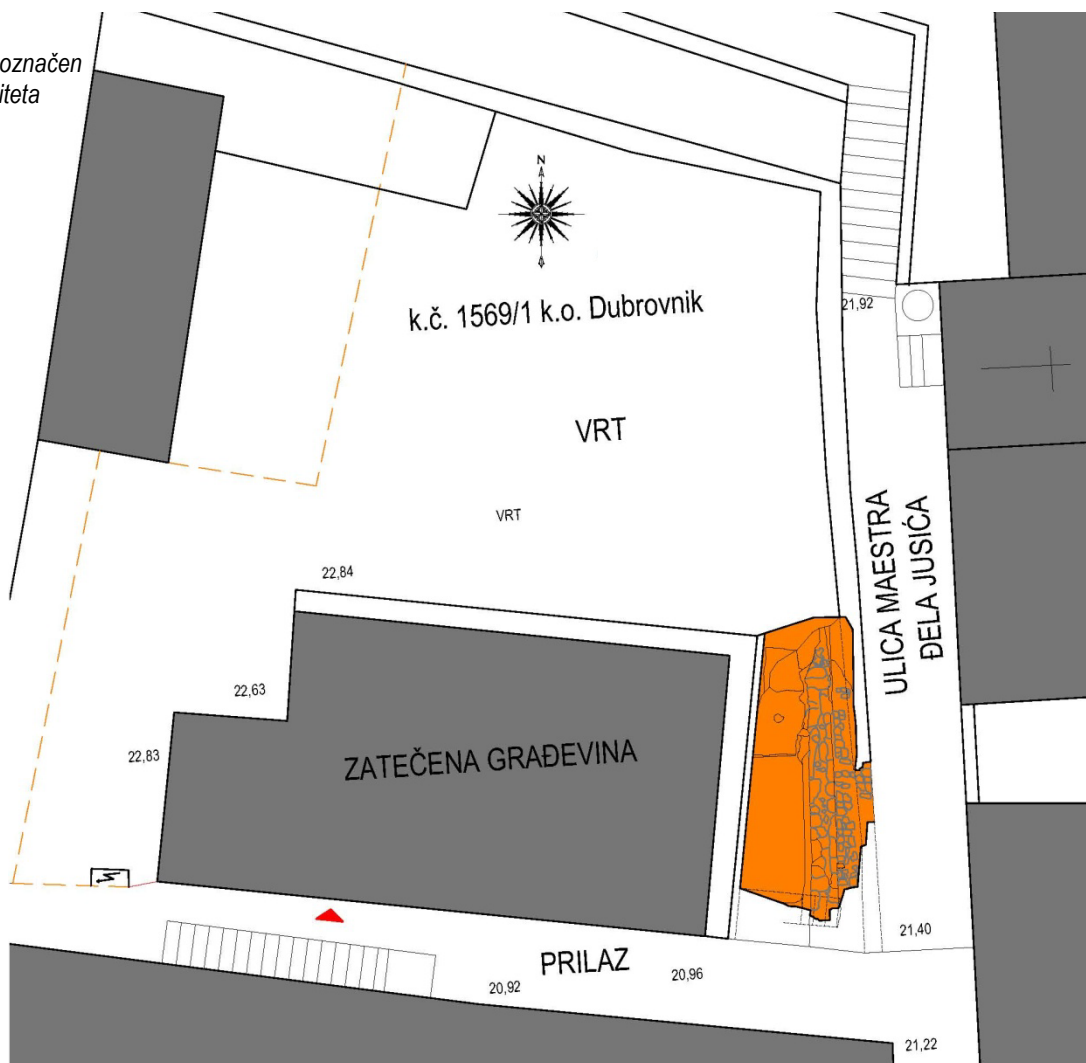 označen
iteta
N
k.č. 1569/1 k.o. Dubrovnik
21,92
VRT
VRT
ULICA MAESTRA
ĐELA JUSIĆA
22,84
22,63
22,83
ZATEČENA GRAĐEVINA
21,40
PRILAZ
20,96
20,92
21,22